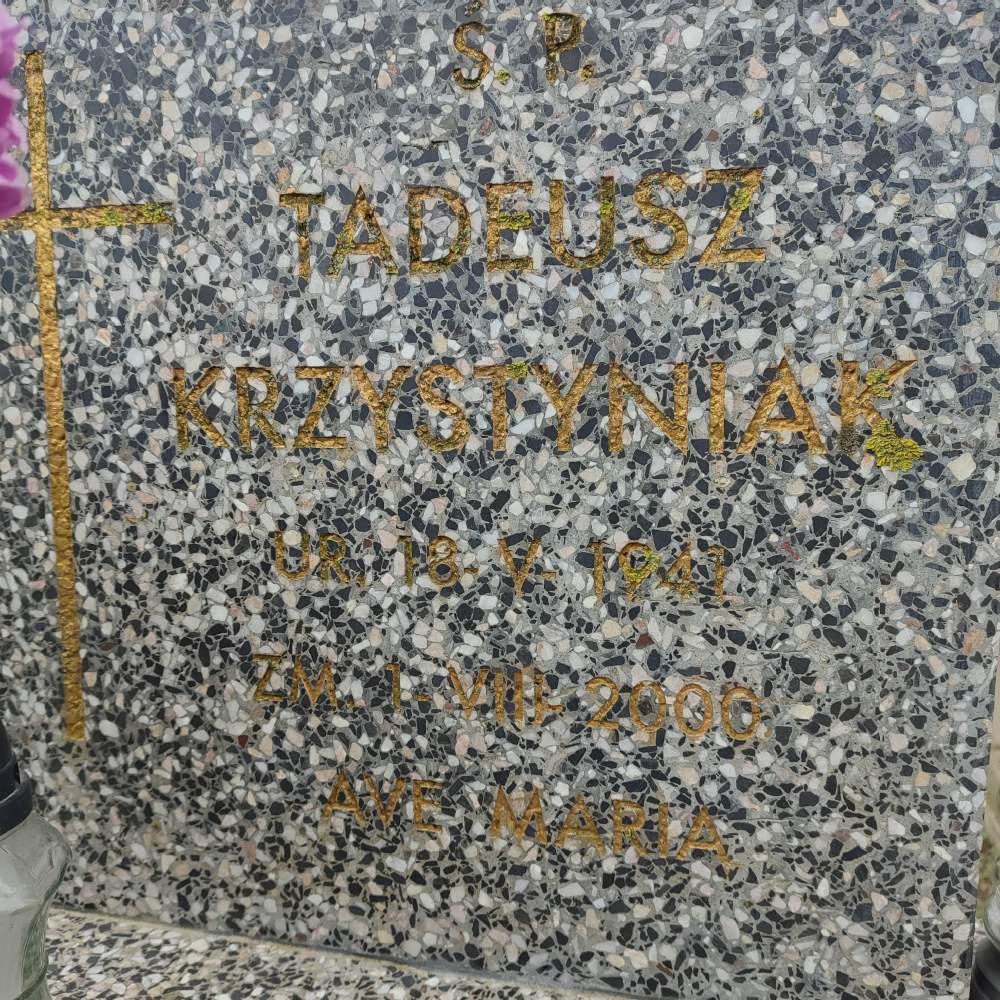 Ś. P.
TADEUSZ
KRZYSTYNIAK
UR. 18-V-1941
ZM. 1-VIII-2000
AVE MARIA